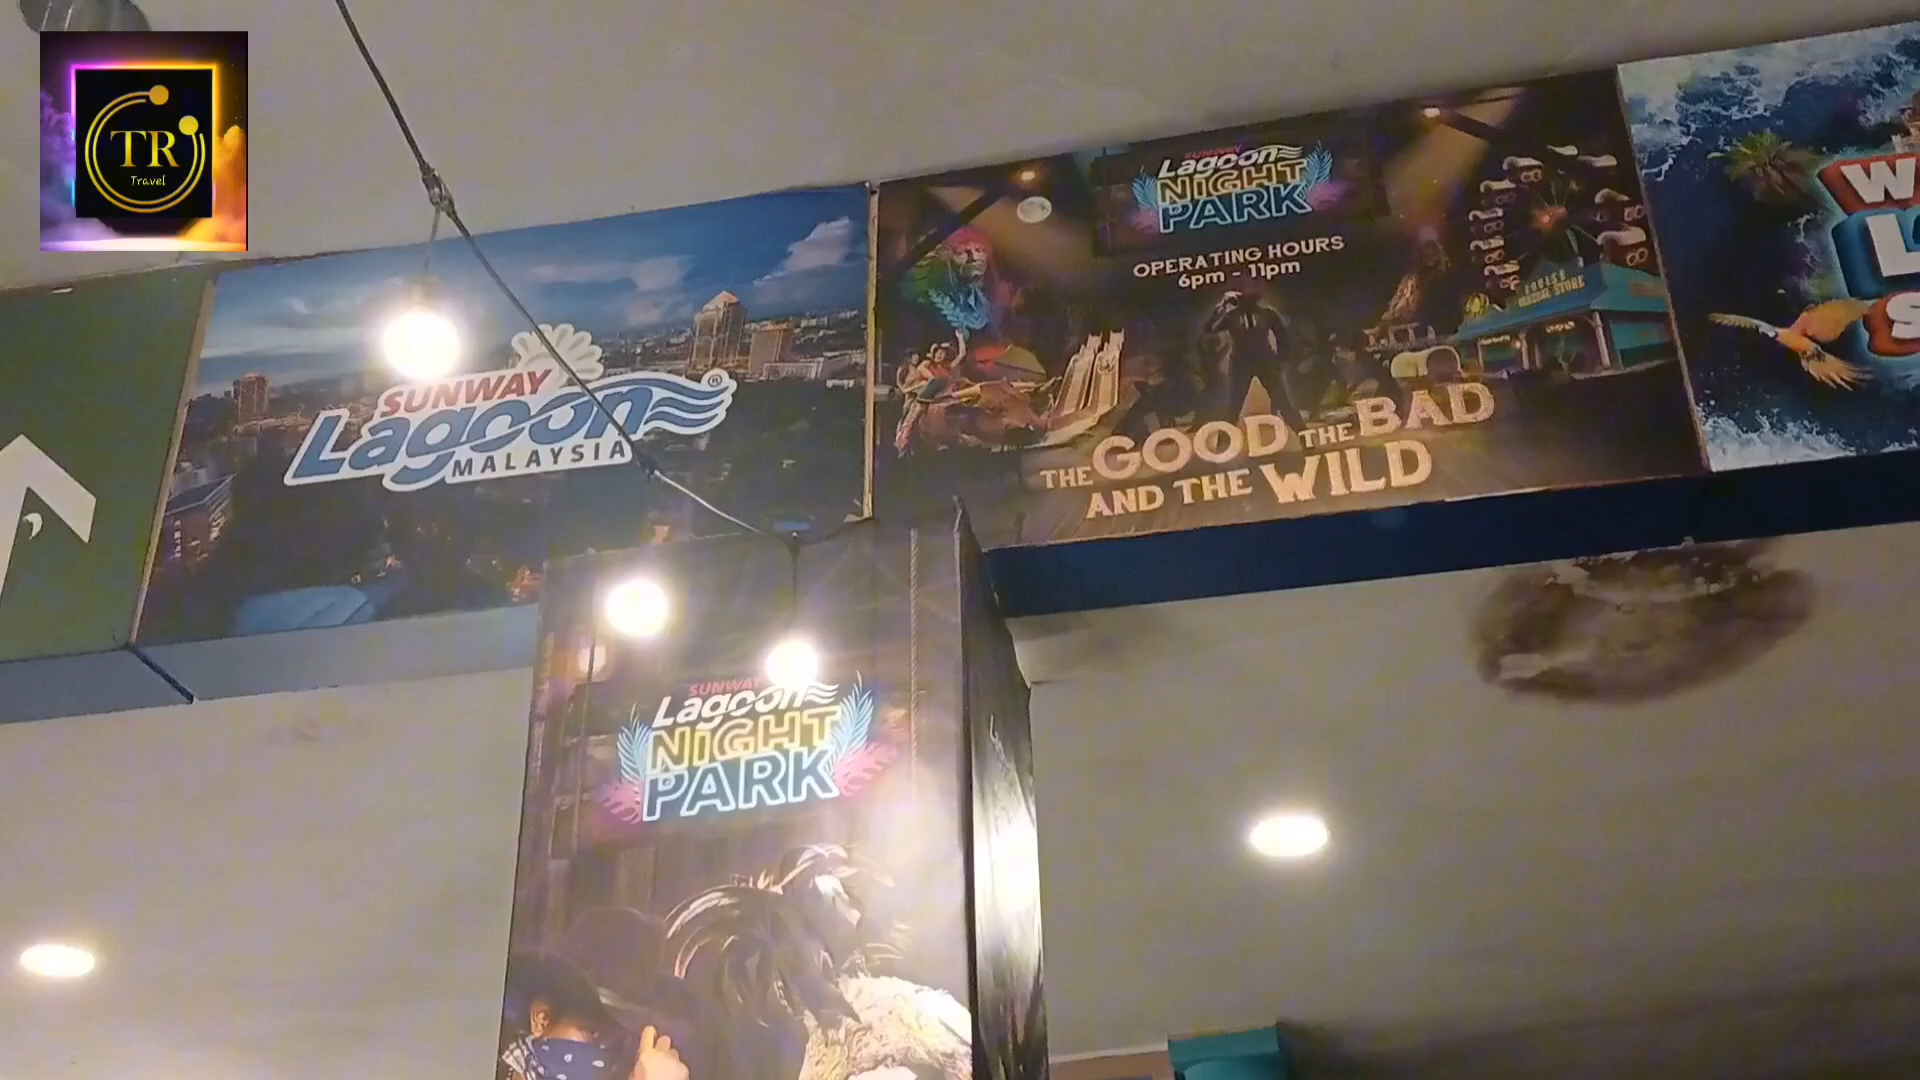 TR
Travel
SUNWAY
Lagoon®
MALAYSIA
SUNWAY
Lagoon
NIGHT
PARK
OPERATING HOURS
6pm - 11pm
THE GOOD THE BAD
AND THE WILD
SUNWAY
Lagoon
NIGHT
PARK